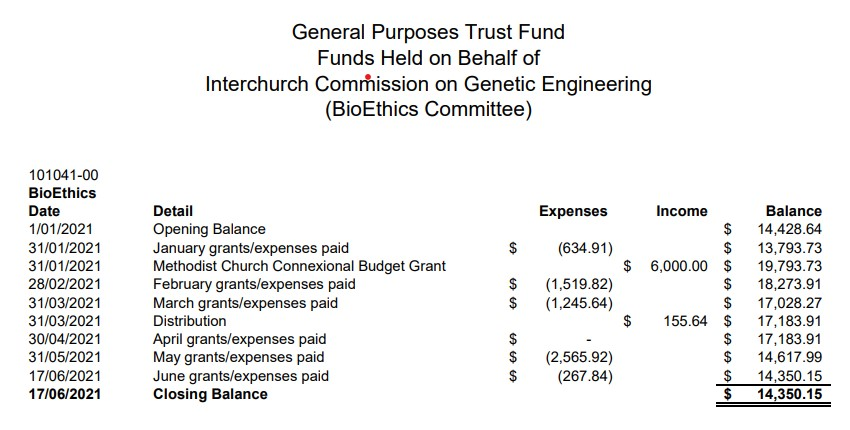 General Purposes Trust Fund
Funds Held on Behalf of
Interchurch Commission on Genetic Engineering
(BioEthics Committee)
101041-00
BioEthics
Date Detail Expenses Income Balance
1/01/2021 Opening Balance $ 14,428.64
31/01/2021 January grants/expenses paid $ (634.91) $ 13,793.73
31/01/2021 Methodist Church Connexional Budget Grant $ 6,000.00 $ 19,793.73
28/02/2021 February grants/expenses paid $ (1,519.82) $ 18,273.91
31/03/2021 March grants/expenses paid $ (1,245.64) $ 17,028.27
31/03/2021 Distribution $ 155.64 $ 17,183.91
30/04/2021 April grants/expenses paid $ - $ 17,183.91
31/05/2021 May grants/expenses paid $ (2,565.92) $ 14,617.99
17/06/2021 June grants/expenses paid $ (267.84) $ 14,350.15
17/06/2021 Closing Balance $ 14,350.15